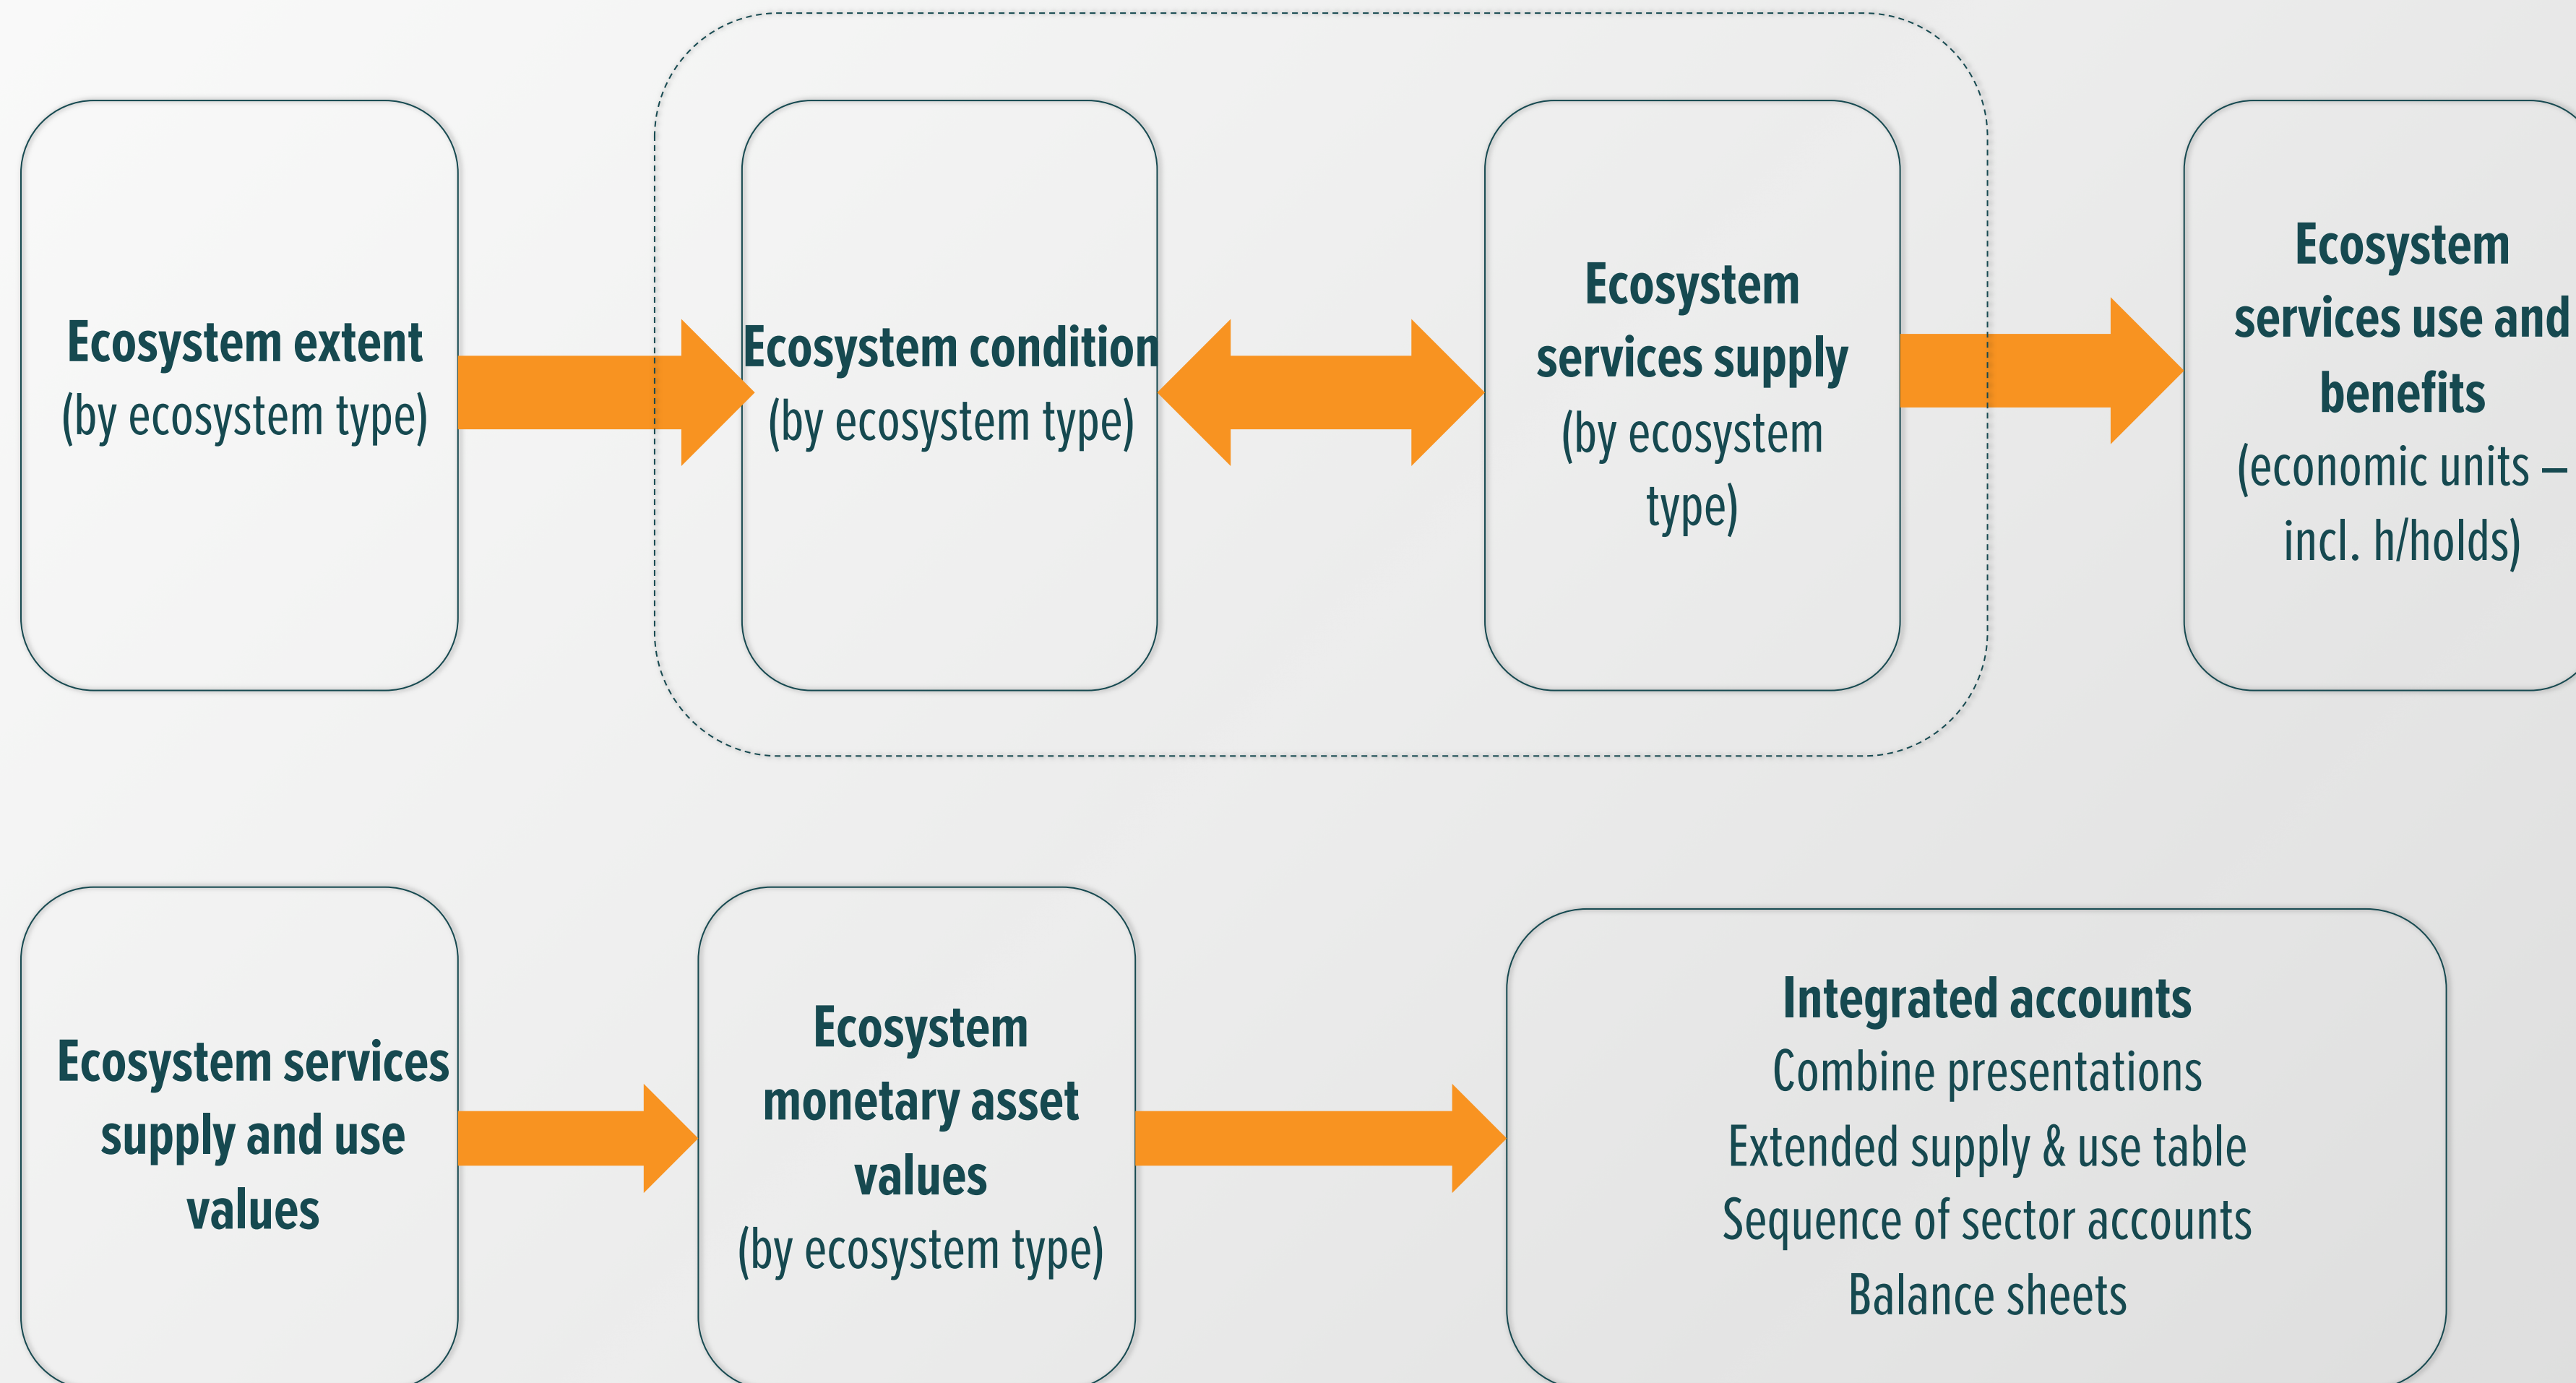 Ecosystem extent
(by ecosystem type)
Ecosystem condition
(by ecosystem type)
Ecosystem
services supply
(by ecosystem
type)
Ecosystem
services use and
benefits
(economic units –
incl. h/holds)
Ecosystem services
supply and use
values
Ecosystem
monetary asset
values
(by ecosystem type)
Integrated accounts
Combine presentations
Extended supply & use table
Sequence of sector accounts
Balance sheets